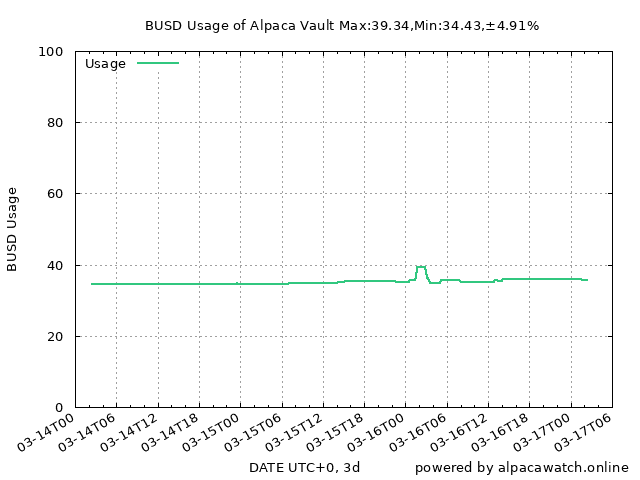 BUSD Usage of Alpaca Vault Max:39.34,Min:34.43,±4.91%
Usage
100
80
60
40
20
0
BUSD Usage
03-14T00
03-14T06
03-14T12
03-14T18
03-15T00
03-15T06
03-15T12
03-15T18
03-16T00
03-16T06
03-16T12
03-16T18
03-17T00
03-17T06
DATE UTC+0, 3d
powered by alpacawatch.online